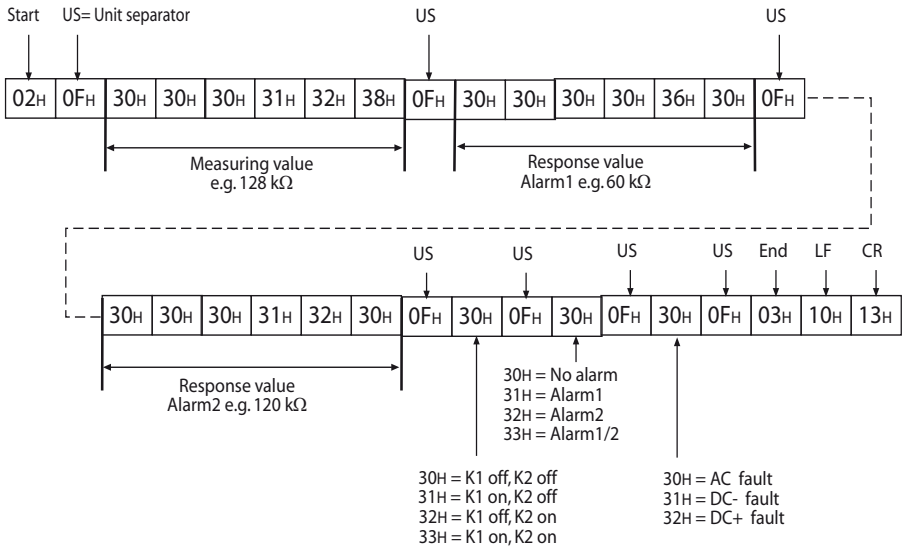 Start US= Unit separator US US
02H 0FH 30H 30H 30H 31H 32H 38H 0FH 30H 30H 30H 30H 36H 30H 0FH
Measuring value
e.g. 128 kΩ
Response value
Alarm1 e.g. 60 kΩ
US US US US End LF CR
30H 30H 30H 31H 32H 30H 0FH 30H 0FH 30H 0FH 30H 0FH 03H 10H 13H
Response value
Alarm2 e.g. 120 kΩ
30H = No alarm
31H = Alarm1
32H = Alarm2
33H = Alarm1/2
30H = K1 off, K2 off
31H = K1 on, K2 off
32H = K1 off, K2 on
33H = K1 on, K2 on
30H = AC fault
31H = DC- fault
32H = DC+ fault